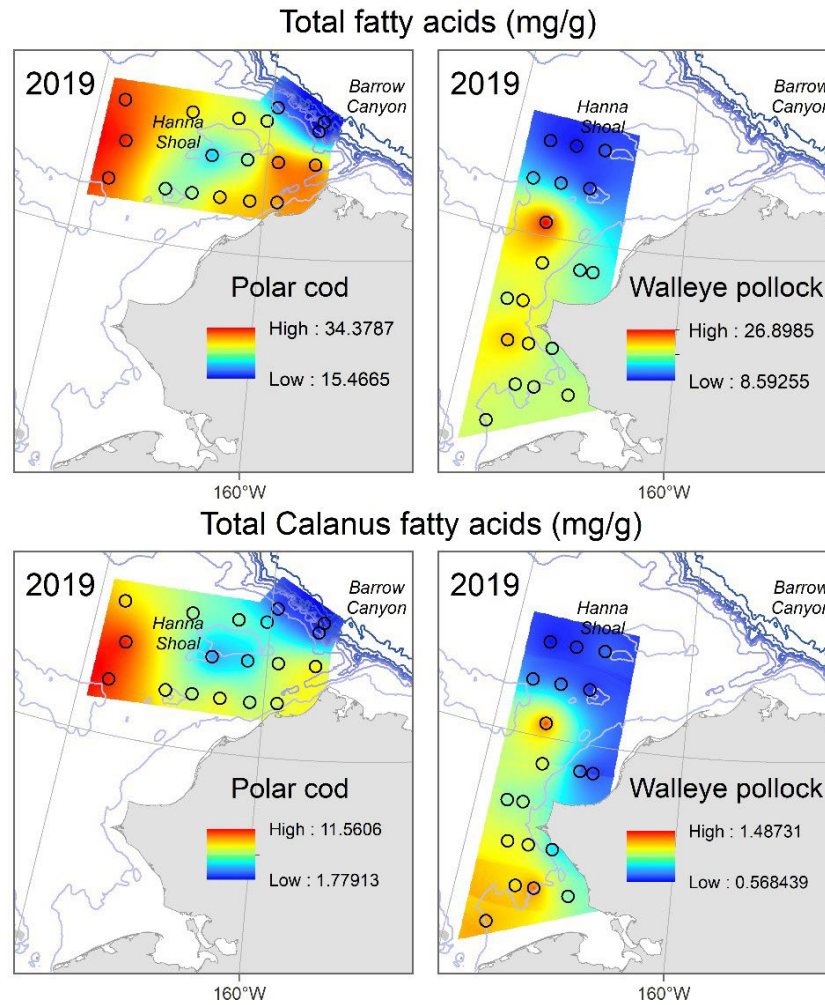 Total fatty acids (mg/g)
2019
Barrow
Canyon
Hanna
Shoal
Polar cod
High : 34.3787
Low : 15.4665
160°W
2019
Barrow
Canyon
Hanna
Shoal
Walleye pollock
High : 26.8985
Low : 8.59255
160°W
Total Calanus fatty acids (mg/g)
2019
Barrow
Canyon
Hanna
Shoal
Polar cod
High : 11.5606
Low : 1.77913
160°W
2019
Barrow
Canyon
Hanna
Shoal
Walleye pollock
High : 1.48731
Low : 0.568439
160°W